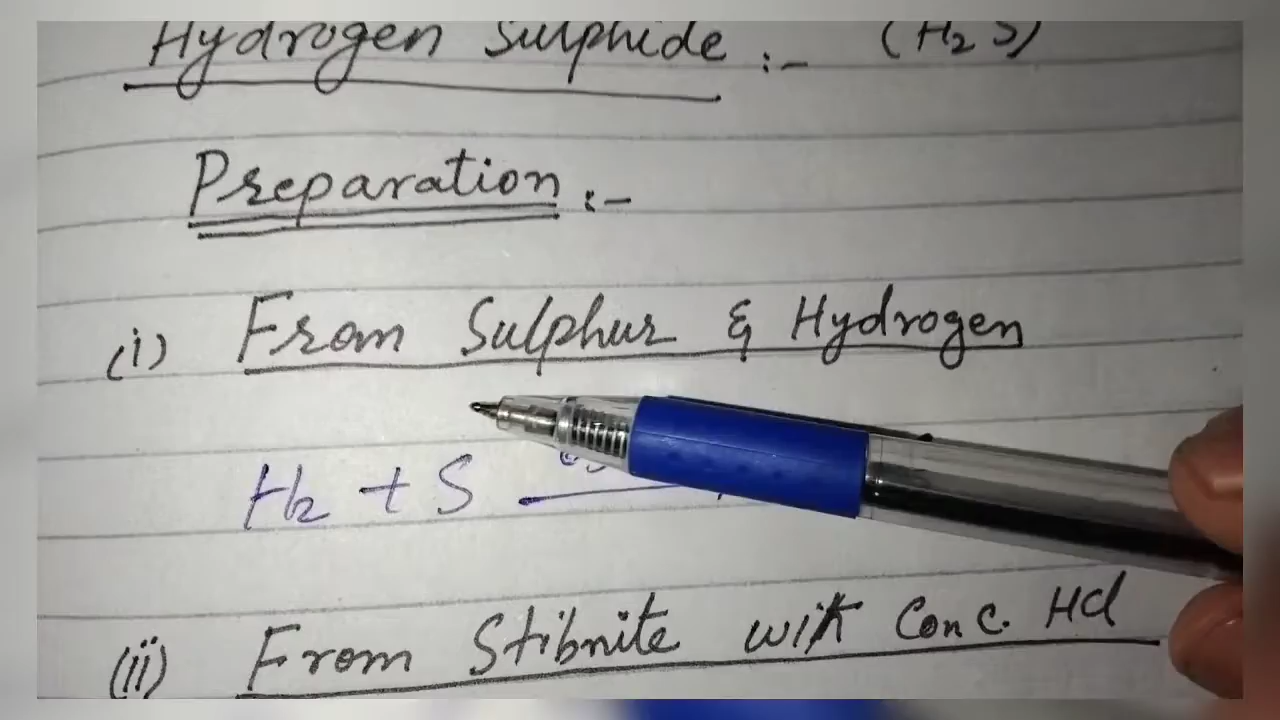 Hydrogen Sulphide :- (H2S)
Preparation :-
(i) From Sulphur & Hydrogen
H2 + S
(ii) From Stibnite with Conc. HCl